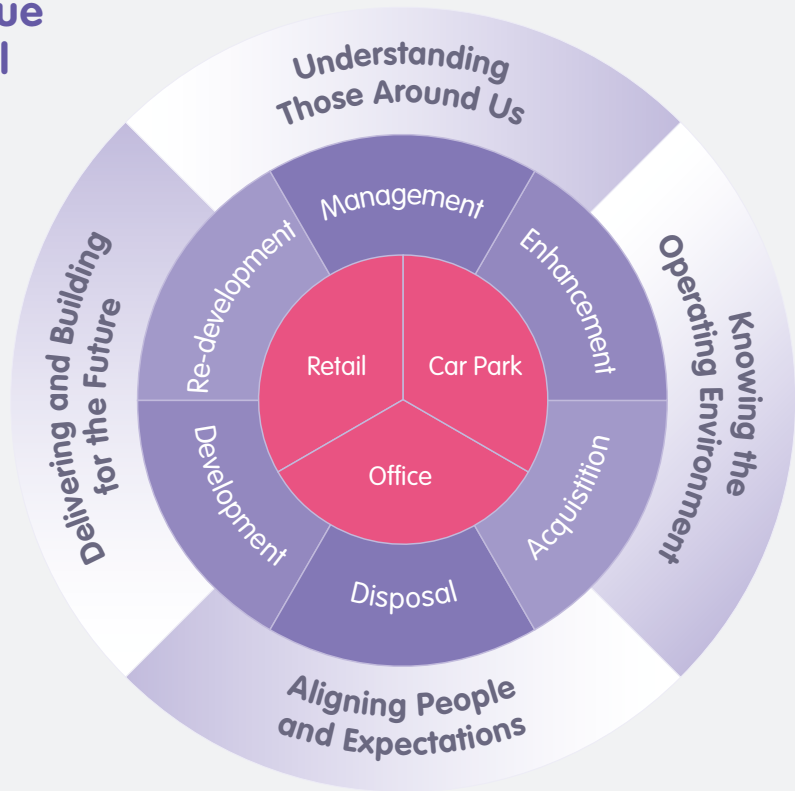 Understanding
Those Around Us
Knowing the
Operating Environment
Aligning People
and Expectations
Delivering and Building
for the Future
Management
Enhancement
Acquistition
Disposal
Development
Re-development
Retail
Car Park
Office